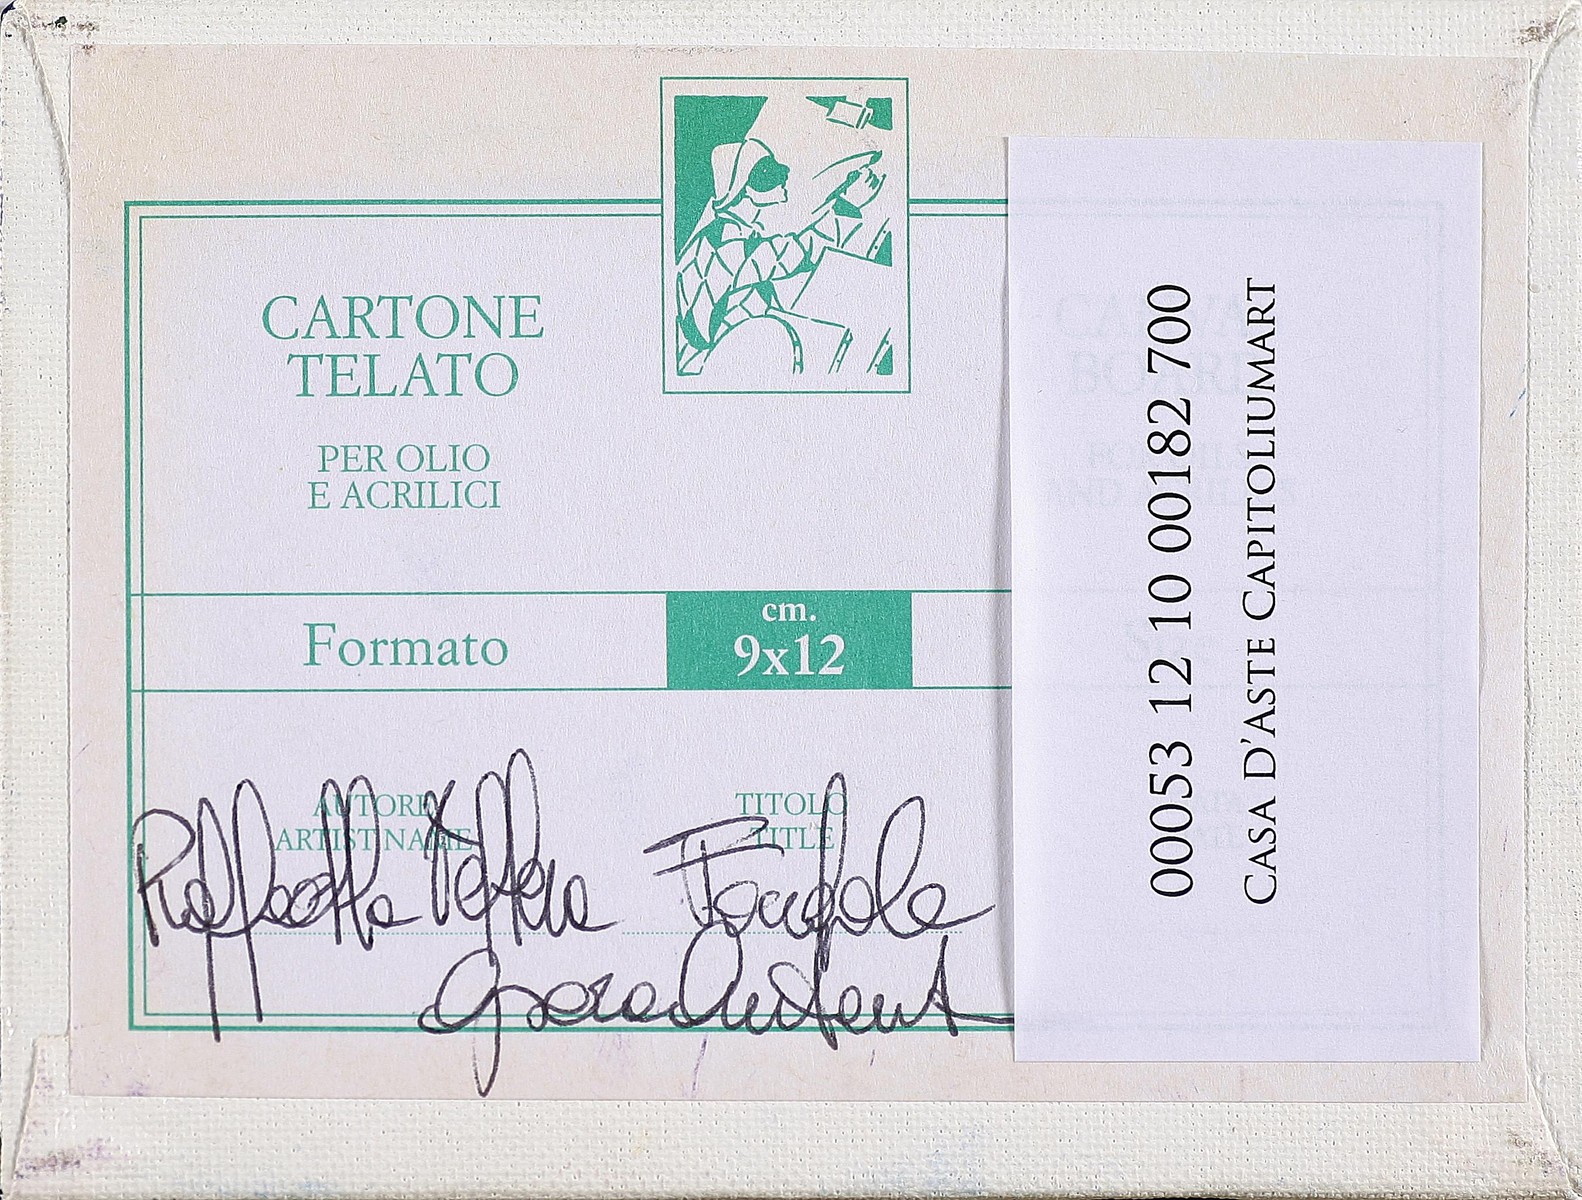 CARTONE
TELATO
PER OLIO
E ACRILICI
Formato
cm.
9x12
AUTORE
ARTIST NAME
TITOLO
TITLE
Raffaella
00053 12 10 00182 700
CASA D'ASTE CAPITOLIUMART